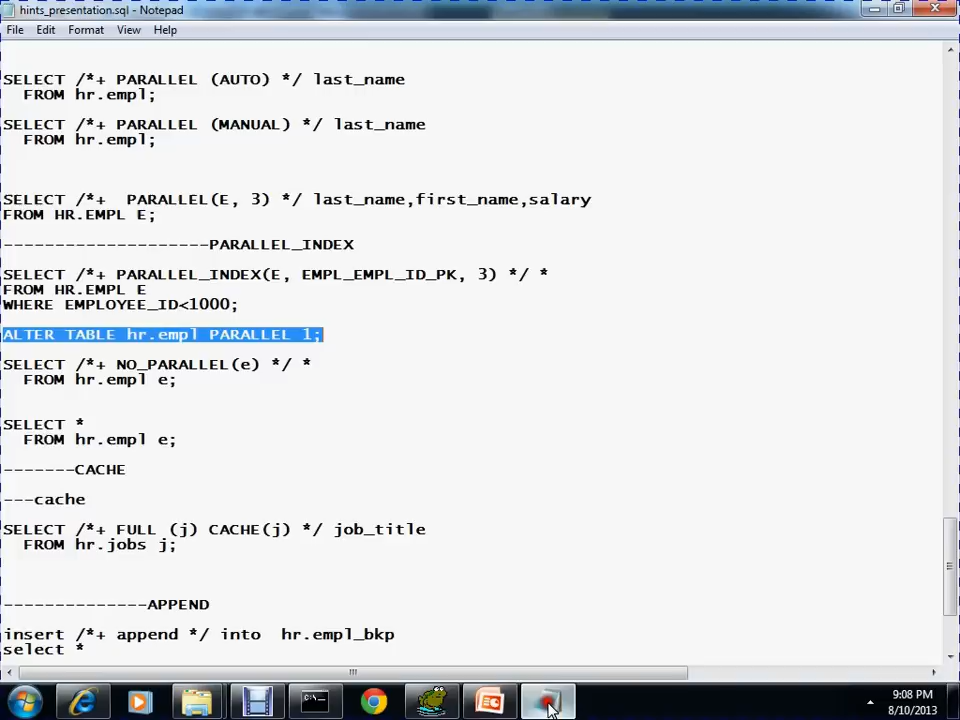 hints_presentation.sql - Notepad
File Edit Format View Help
SELECT /*+ PARALLEL (AUTO) */ last_name
FROM hr.empl;
SELECT /*+ PARALLEL (MANUAL) */ last_name
FROM hr.empl;
SELECT /*+  PARALLEL(E, 3) */ last_name,first_name,salary
FROM HR.EMPL E;
--------------------PARALLEL_INDEX
SELECT /*+ PARALLEL_INDEX(E, EMPL_EMPL_ID_PK, 3) */ *
FROM HR.EMPL E
WHERE EMPLOYEE_ID<1000;
ALTER TABLE hr.empl PARALLEL 1;
SELECT /*+ NO_PARALLEL(e) */ *
FROM hr.empl e;
SELECT *
FROM hr.empl e;
-------CACHE
---cache
SELECT /*+ FULL (j) CACHE(j) */ job_title
FROM hr.jobs j;
--------------APPEND
insert /*+ append */ into  hr.empl_bkp
select *
9:08 PM
8/10/2013